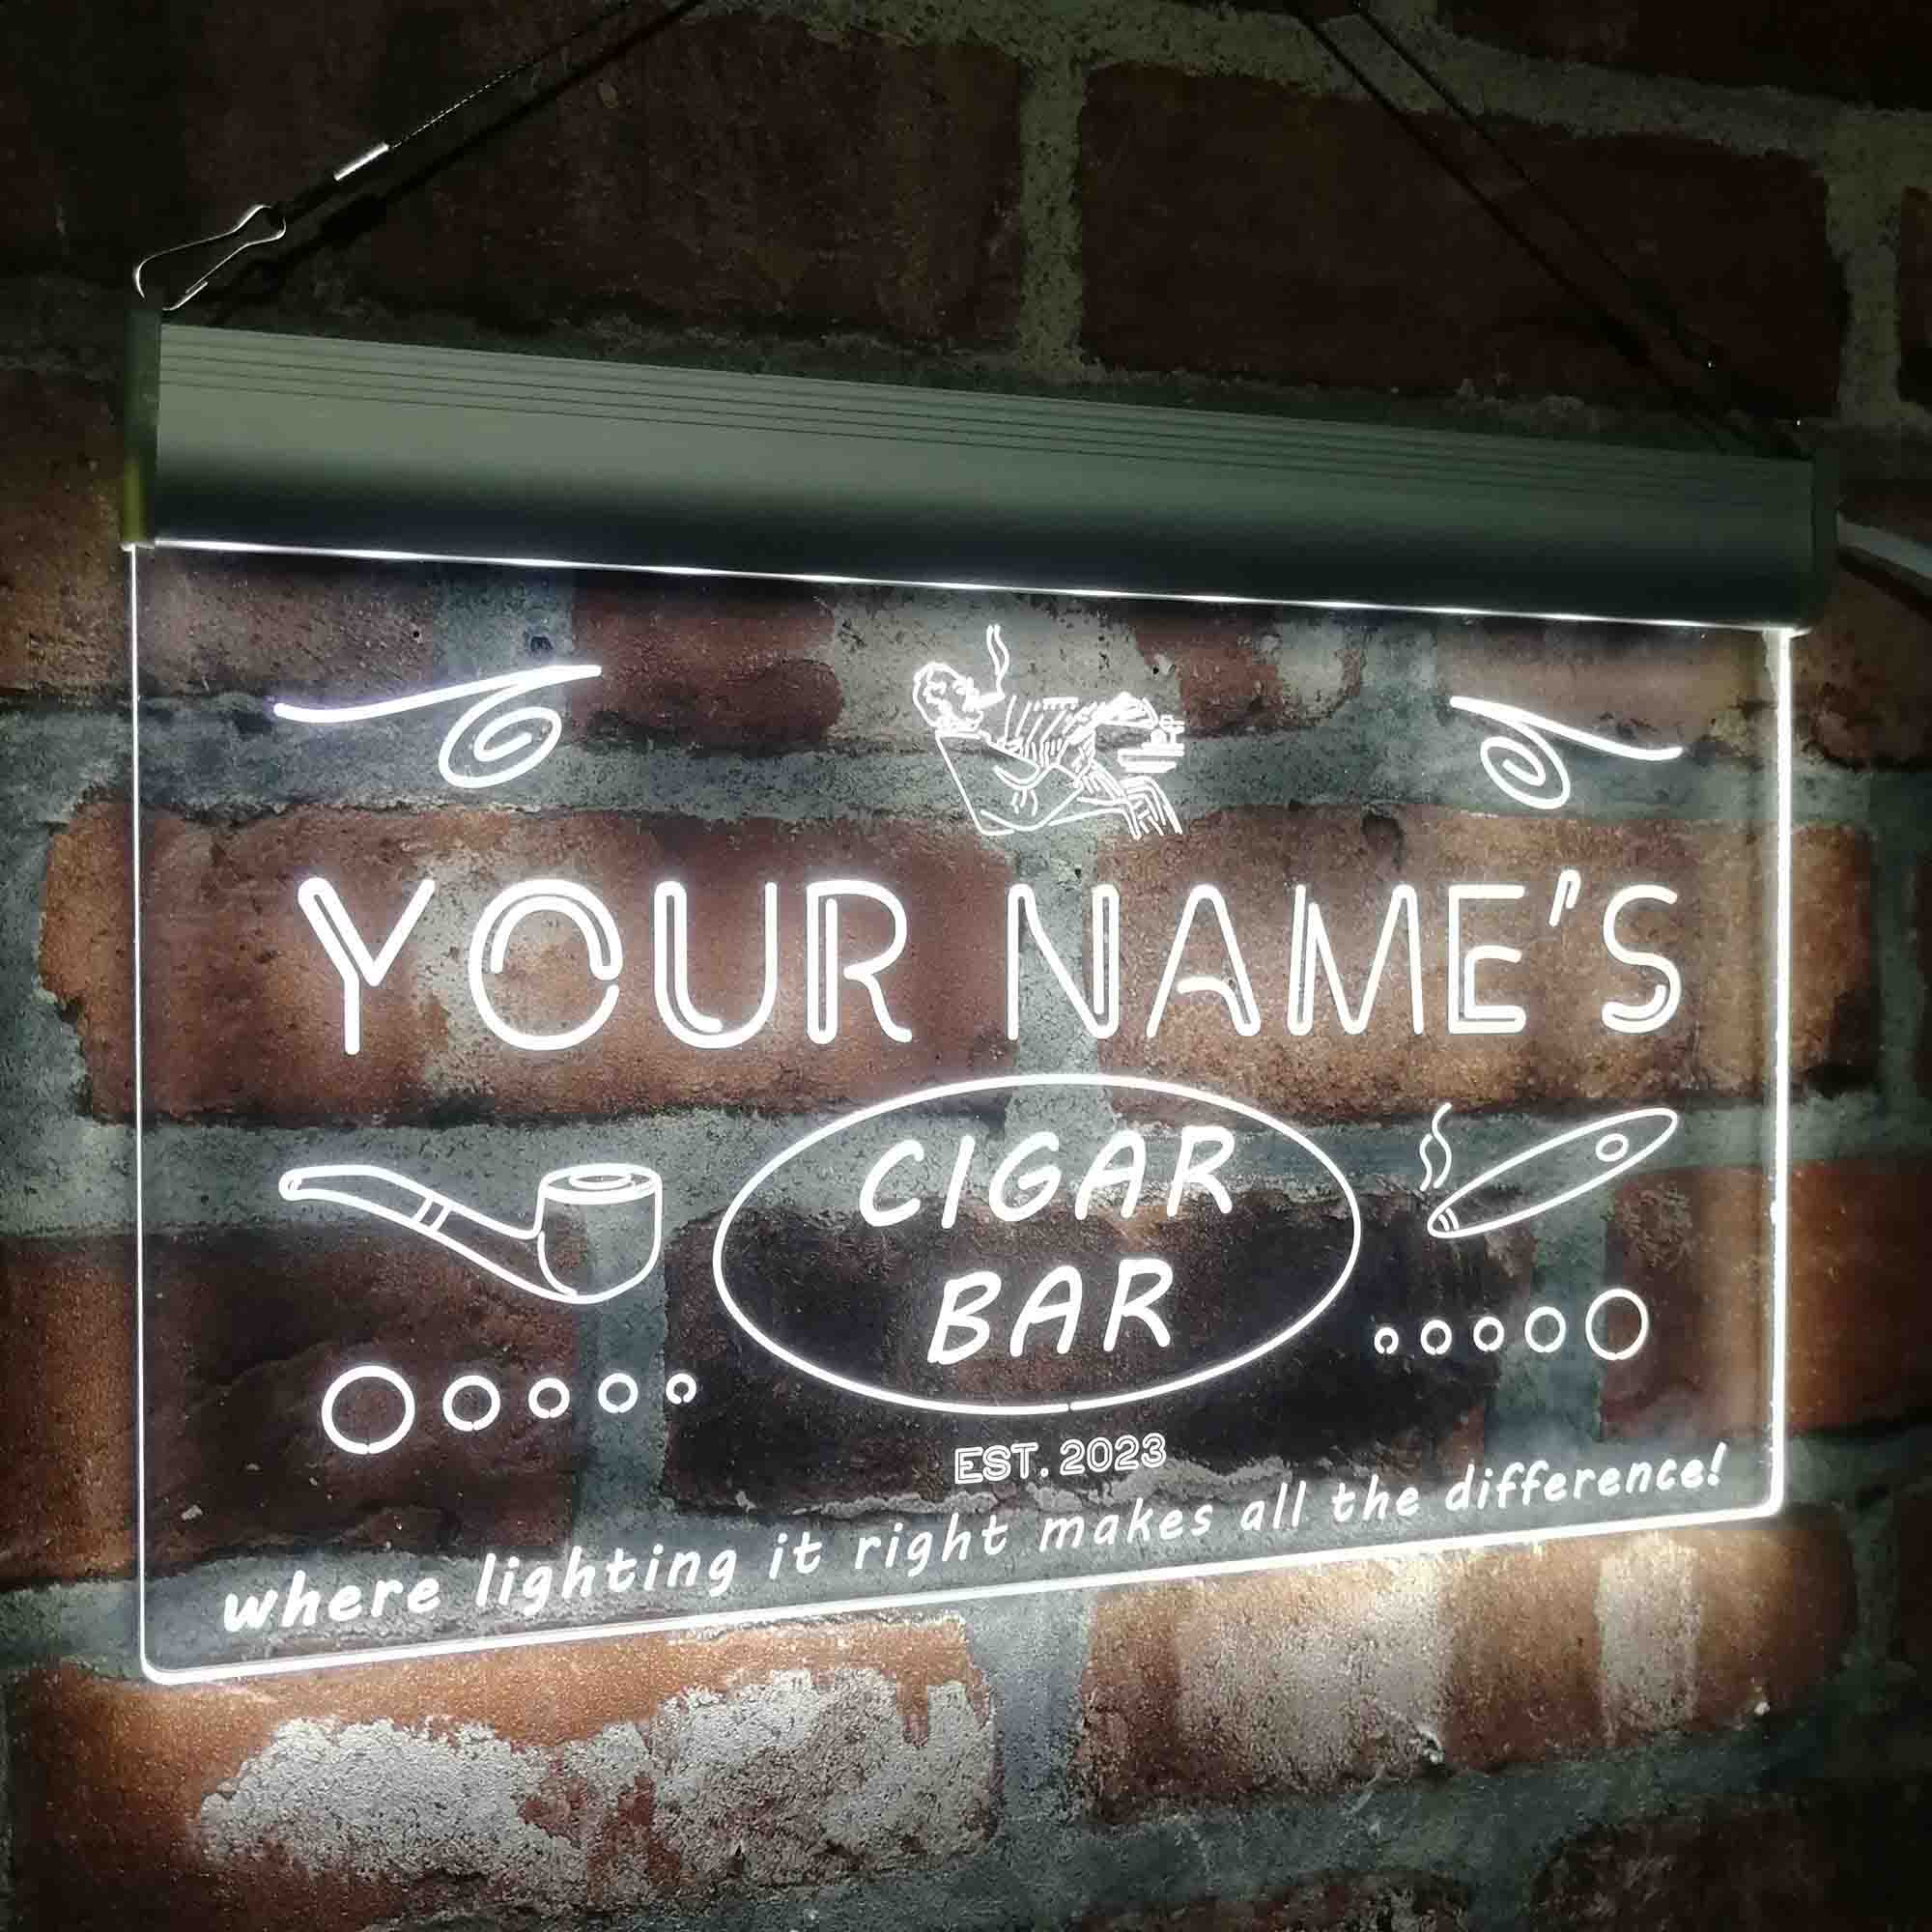 YOUR NAME'S
CIGAR
BAR
EST. 2023
where lighting it right makes all the difference!